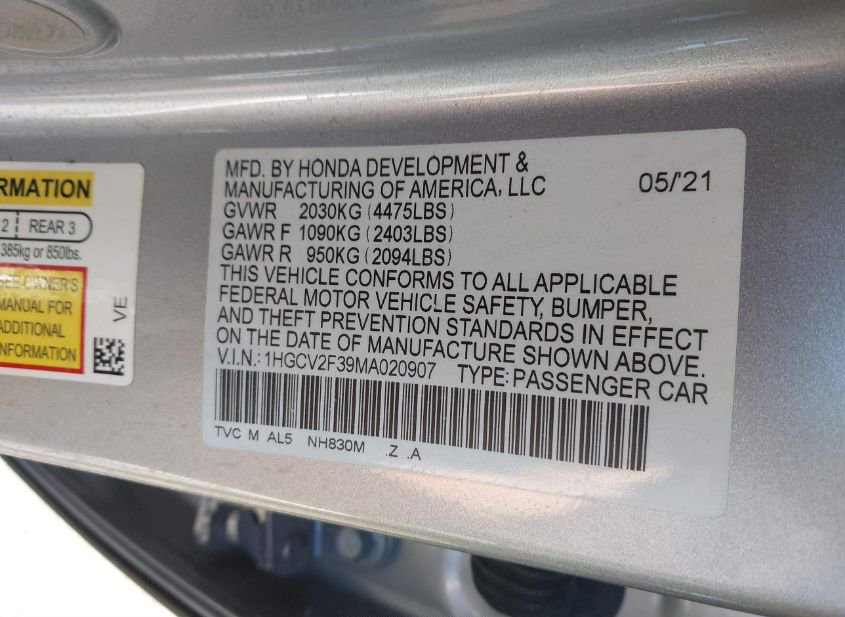 RMATION
2 REAR 3
385kg or 850lbs.
SEE OWNER'S
MANUAL FOR
ADDITIONAL
INFORMATION
VE
MFD. BY HONDA DEVELOPMENT &
MANUFACTURING OF AMERICA, LLC 05/'21
GVWR 2030KG (4475LBS)
GAWR F 1090KG (2403LBS)
GAWR R 950KG (2094LBS)
THIS VEHICLE CONFORMS TO ALL APPLICABLE
FEDERAL MOTOR VEHICLE SAFETY, BUMPER,
AND THEFT PREVENTION STANDARDS IN EFFECT
ON THE DATE OF MANUFACTURE SHOWN ABOVE.
V.I.N.: 1HGCV2F39MA020907 TYPE: PASSENGER CAR
TVC M AL5 NH830M .Z .A